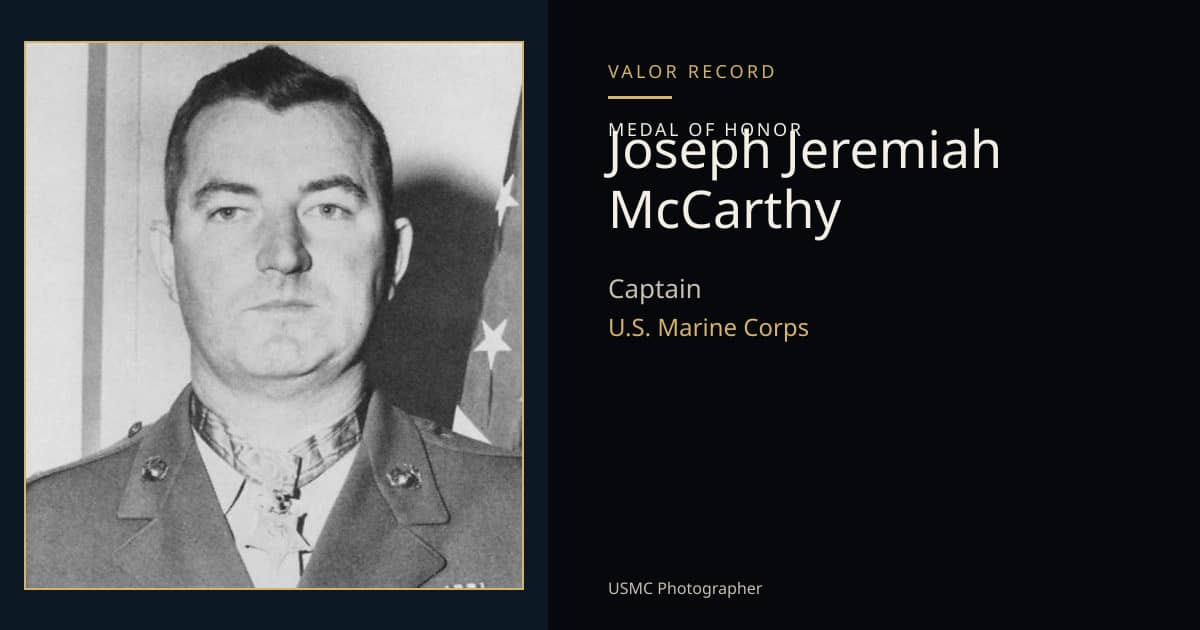 VALOR RECORD
MEDAL OF HONOR
Joseph Jeremiah
McCarthy
Captain
U.S. Marine Corps
USMC Photographer